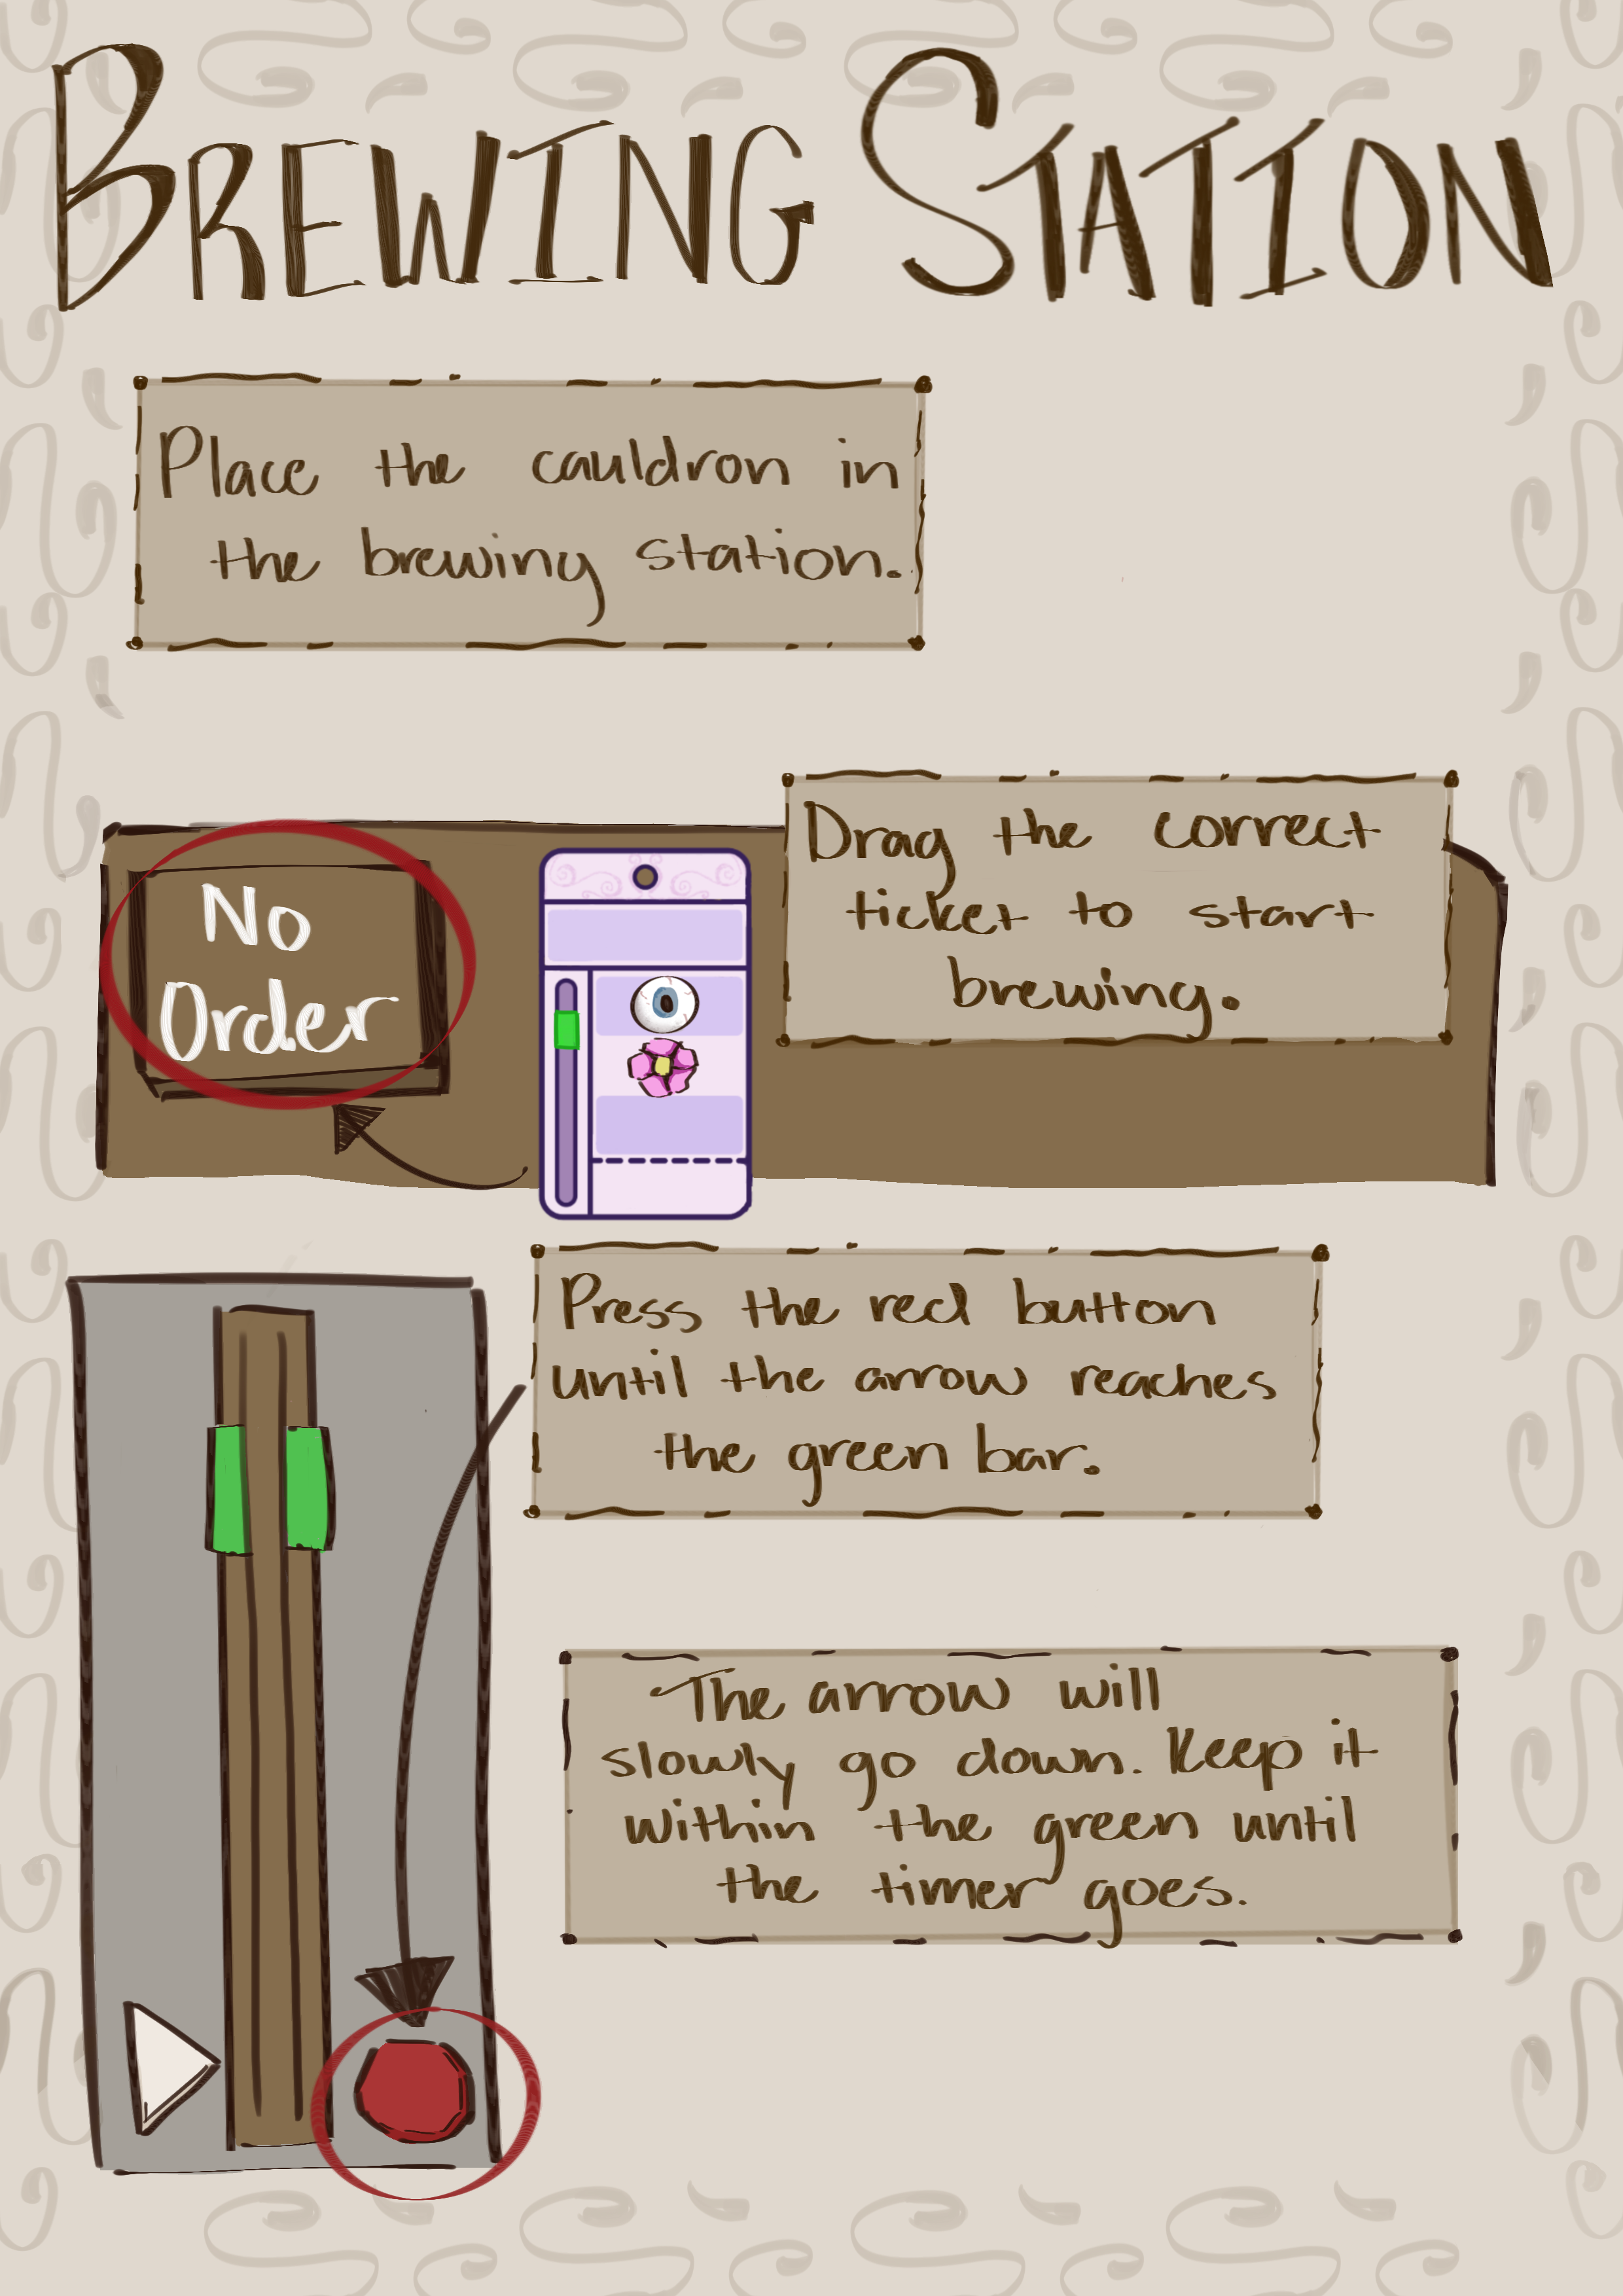 BREWING STATION
Place the cauldron in
the brewing station.
Drag the correct
ticket to start
brewing.
No
Order
Press the red button
until the arrow reaches
the green bar.
The arrow will
slowly go down. Keep it
within the green until
the timer goes.